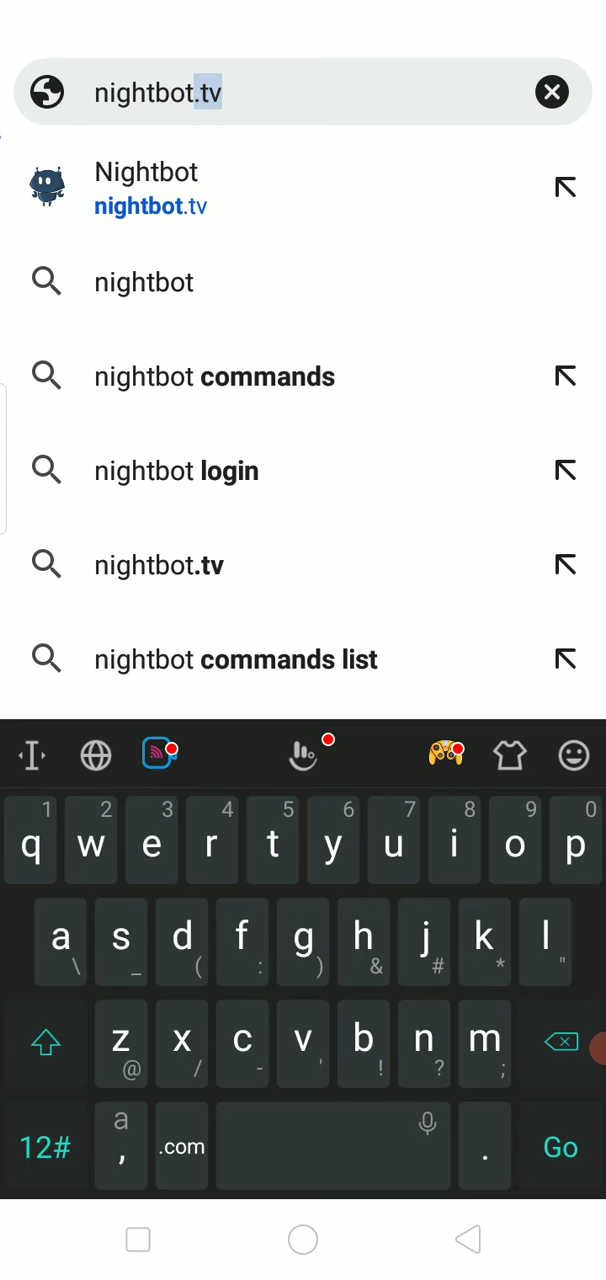 nightbot.tv
Nightbot
nightbot.tv
nightbot
nightbot commands
nightbot login
nightbot.tv
nightbot commands list
1 2 3 4 5 6 7 8 9 0
q w e r t y u i o p
a s d f g h j k l
\ _ ( : ) & # * "
z x c v b n m
@ / - ' ! ? ;
a
12# , .com . Go